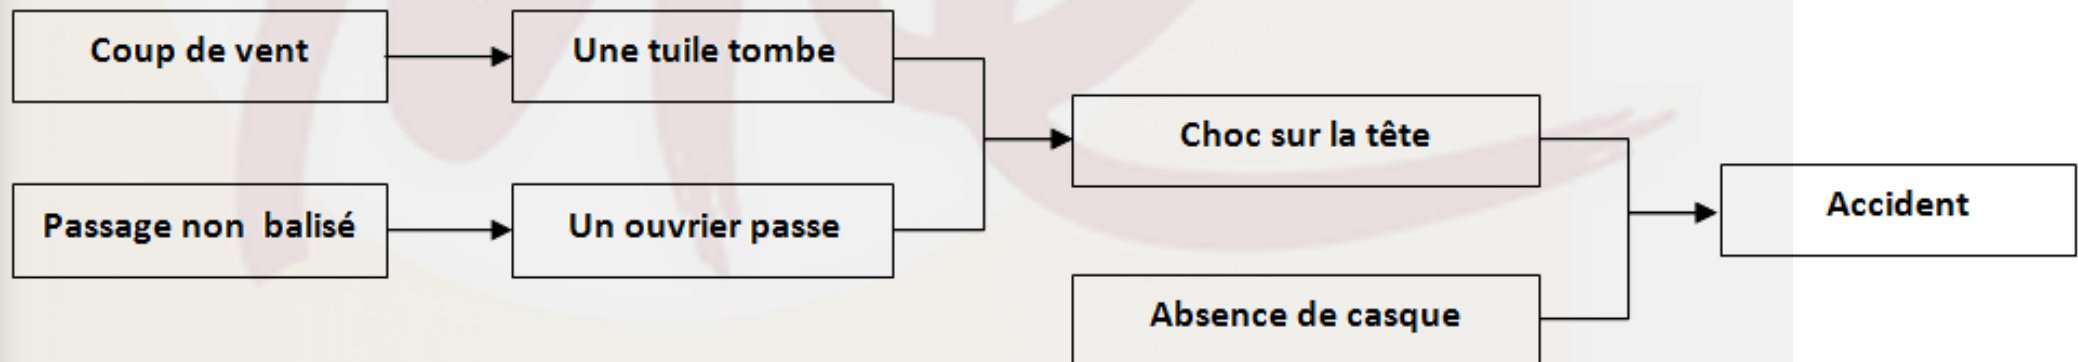 Coup de vent
Une tuile tombe
Choc sur la tête
Accident
Passage non balisé
Un ouvrier passe
Absence de casque